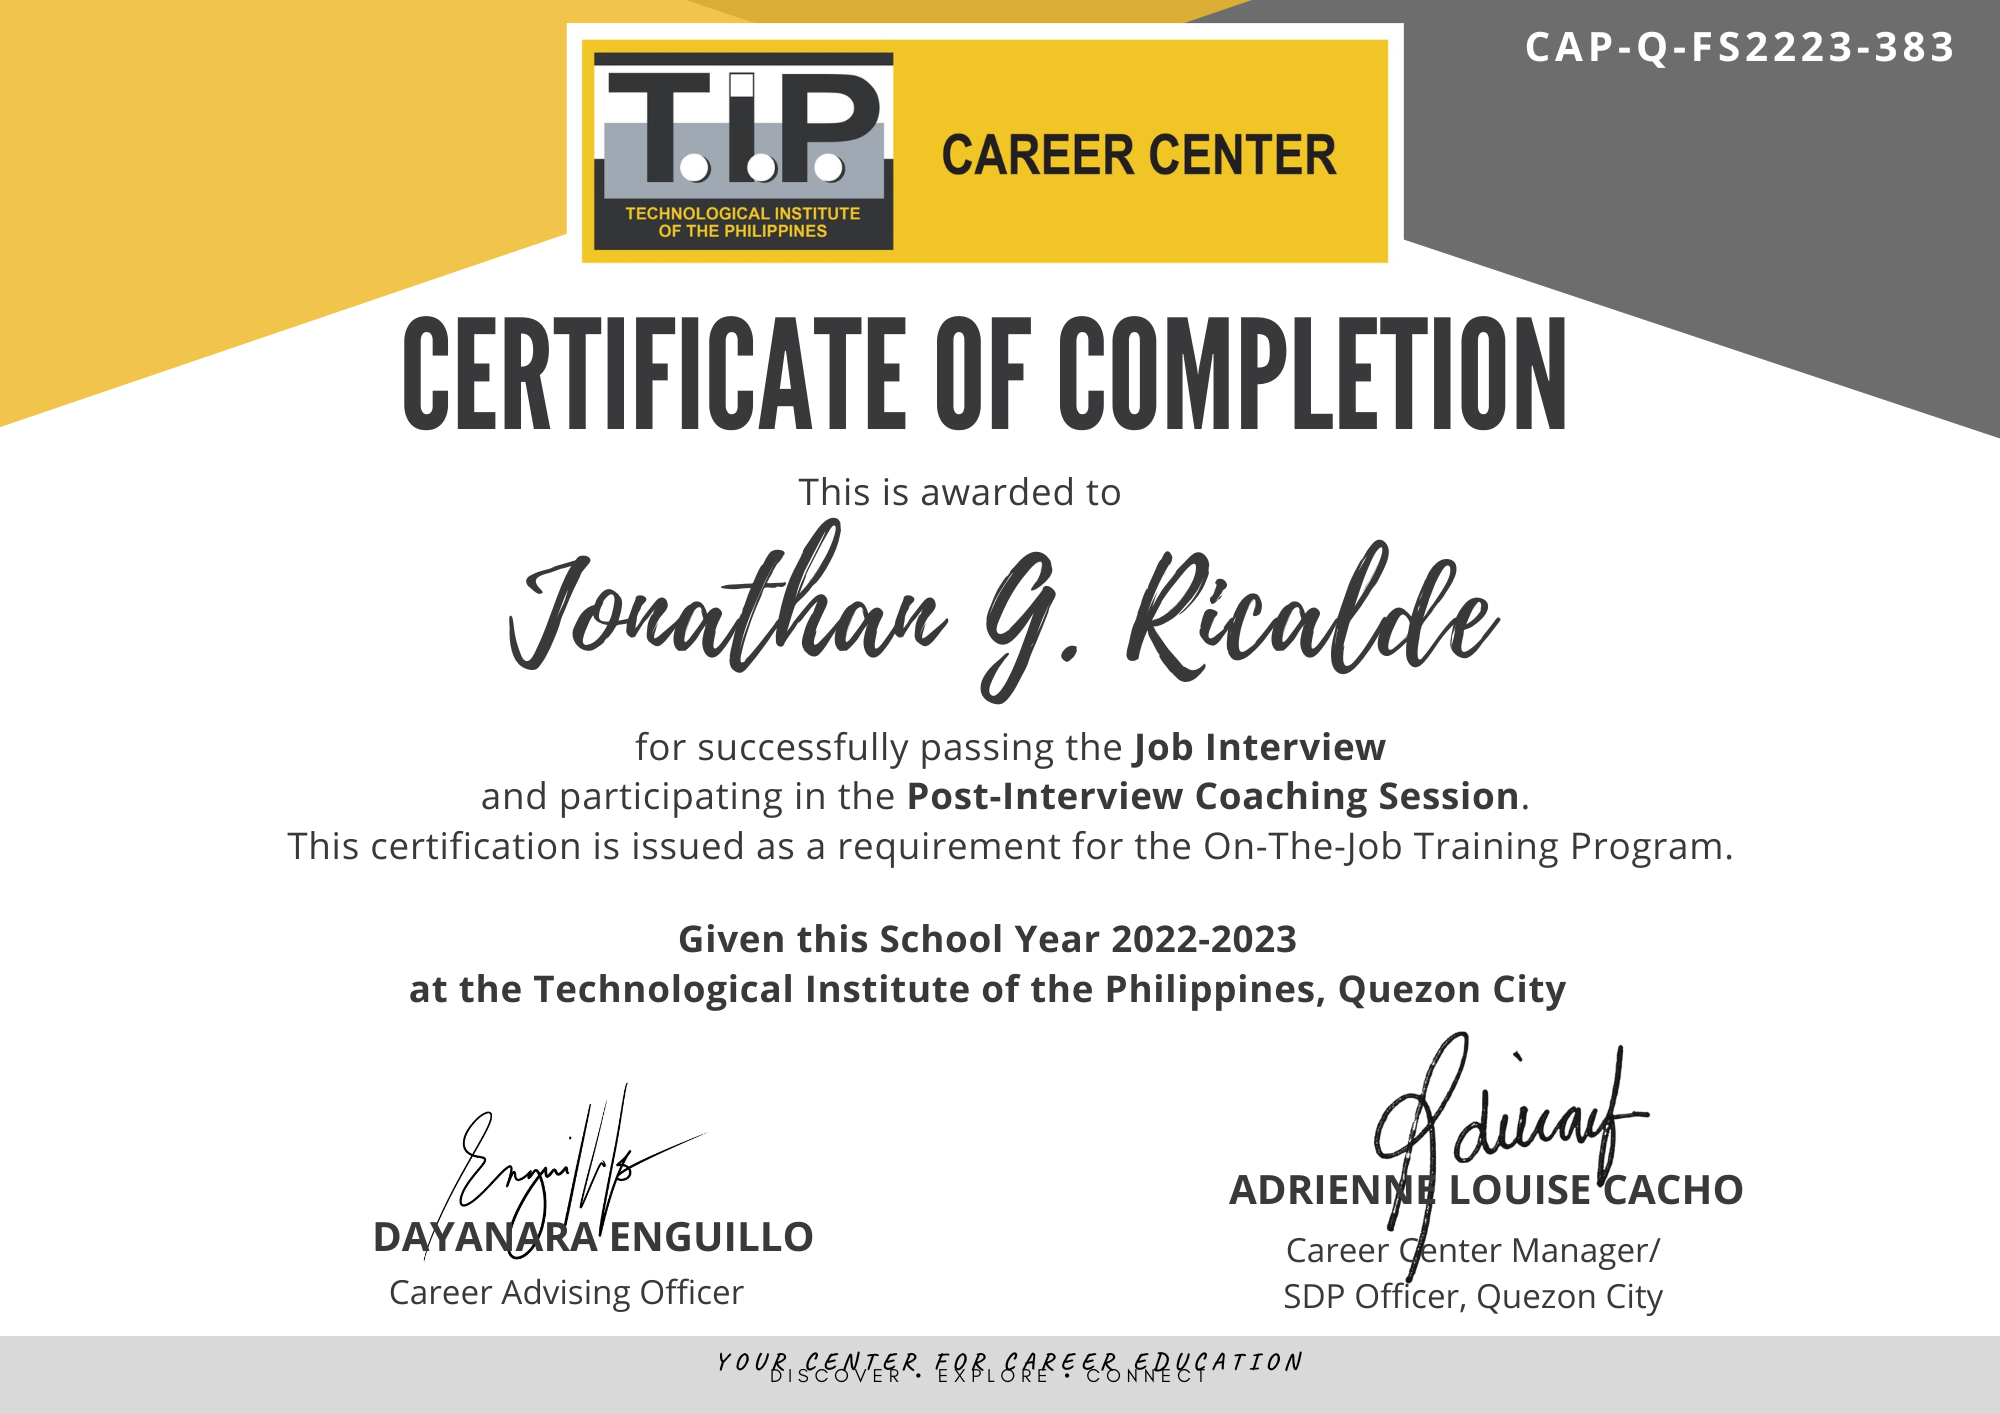 CAP-Q-FS2223-383
T.i.P.
TECHNOLOGICAL INSTITUTE
OF THE PHILIPPINES
CAREER CENTER
CERTIFICATE OF COMPLETION
This is awarded to
Jonathan G. Ricalde
for successfully passing the Job Interview
and participating in the Post-Interview Coaching Session.
This certification is issued as a requirement for the On-The-Job Training Program.
Given this School Year 2022-2023
at the Technological Institute of the Philippines, Quezon City
Enguillo
DAYANARA ENGUILLO
Career Advising Officer
ADRIENNE LOUISE CACHO
Career Center Manager/
SDP Officer, Quezon City
YOUR CENTER FOR CAREER EDUCATION
DISCOVER • EXPLORE • CONNECT